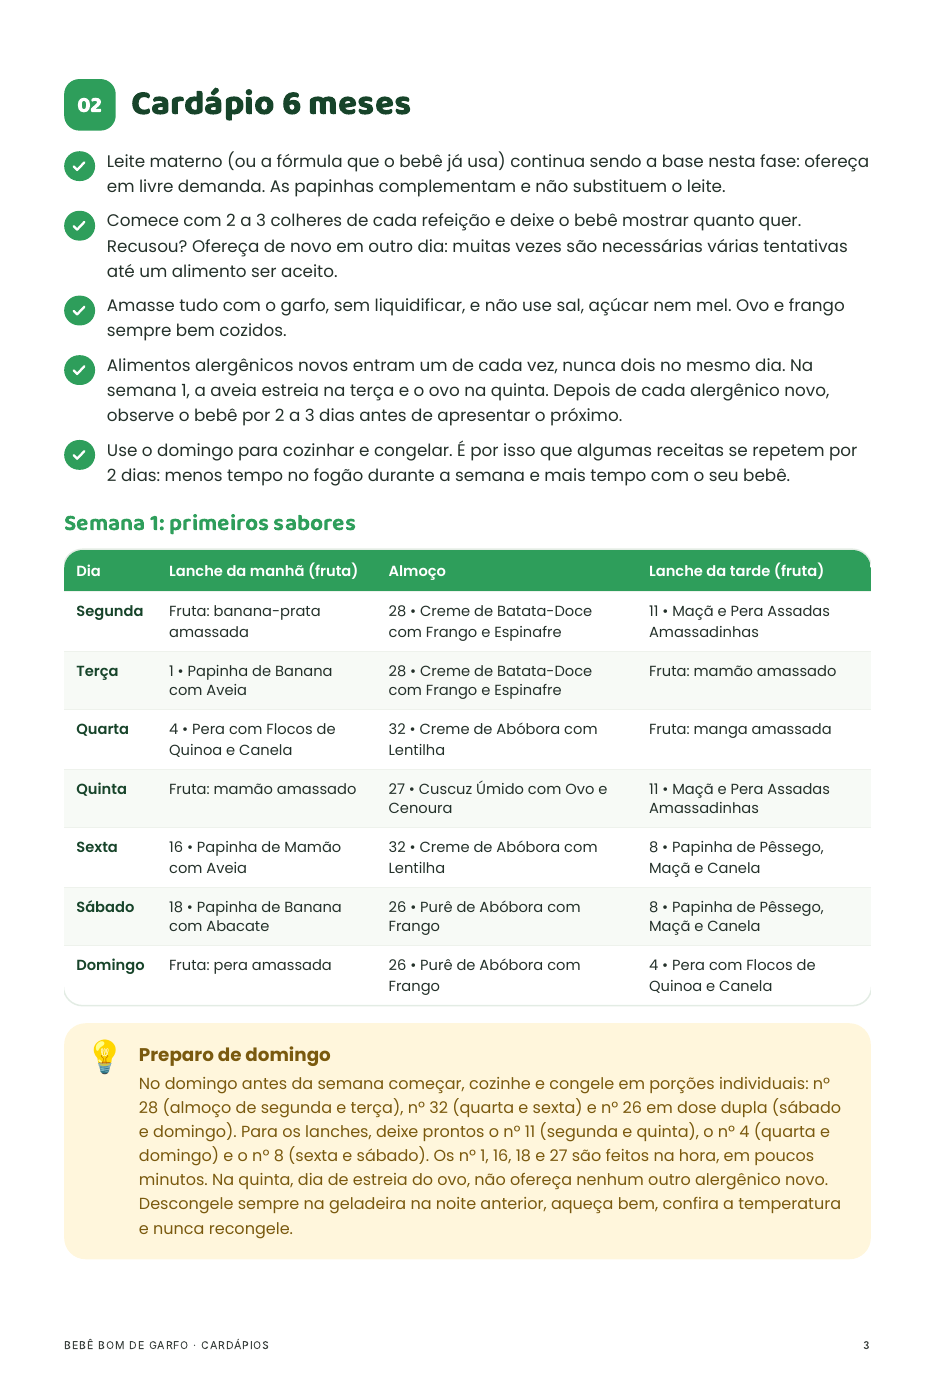 02 Cardápio 6 meses
Leite materno (ou a fórmula que o bebê já usa) continua sendo a base nesta fase: ofereça
em livre demanda. As papinhas complementam e não substituem o leite.
Comece com 2 a 3 colheres de cada refeição e deixe o bebê mostrar quanto quer.
Recusou? Ofereça de novo em outro dia: muitas vezes são necessárias várias tentativas
até um alimento ser aceito.
Amasse tudo com o garfo, sem liquidificar, e não use sal, açúcar nem mel. Ovo e frango
sempre bem cozidos.
Alimentos alergênicos novos entram um de cada vez, nunca dois no mesmo dia. Na
semana 1, a aveia estreia na terça e o ovo na quinta. Depois de cada alergênico novo,
observe o bebê por 2 a 3 dias antes de apresentar o próximo.
Use o domingo para cozinhar e congelar. É por isso que algumas receitas se repetem por
2 dias: menos tempo no fogão durante a semana e mais tempo com o seu bebê.
Semana 1: primeiros sabores
Dia Lanche da manhã (fruta) Almoço Lanche da tarde (fruta)
Segunda Fruta: banana-prata 28 • Creme de Batata-Doce 11 • Maçã e Pera Assadas
amassada com Frango e Espinafre Amassadinhas
Terça 1 • Papinha de Banana 28 • Creme de Batata-Doce Fruta: mamão amassado
com Aveia com Frango e Espinafre
Quarta 4 • Pera com Flocos de 32 • Creme de Abóbora com Fruta: manga amassada
Quinoa e Canela Lentilha
Quinta Fruta: mamão amassado 27 • Cuscuz Úmido com Ovo e 11 • Maçã e Pera Assadas
Cenoura Amassadinhas
Sexta 16 • Papinha de Mamão 32 • Creme de Abóbora com 8 • Papinha de Pêssego,
com Aveia Lentilha Maçã e Canela
Sábado 18 • Papinha de Banana 26 • Purê de Abóbora com 8 • Papinha de Pêssego,
com Abacate Frango Maçã e Canela
Domingo Fruta: pera amassada 26 • Purê de Abóbora com 4 • Pera com Flocos de
Frango Quinoa e Canela
Preparo de domingo
No domingo antes da semana começar, cozinhe e congele em porções individuais: nº
28 (almoço de segunda e terça), nº 32 (quarta e sexta) e nº 26 em dose dupla (sábado
e domingo). Para os lanches, deixe prontos o nº 11 (segunda e quinta), o nº 4 (quarta e
domingo) e o nº 8 (sexta e sábado). Os nº 1, 16, 18 e 27 são feitos na hora, em poucos
minutos. Na quinta, dia de estreia do ovo, não ofereça nenhum outro alergênico novo.
Descongele sempre na geladeira na noite anterior, aqueça bem, confira a temperatura
e nunca recongele.
BEBÊ BOM DE GARFO · CARDÁPIOS 3